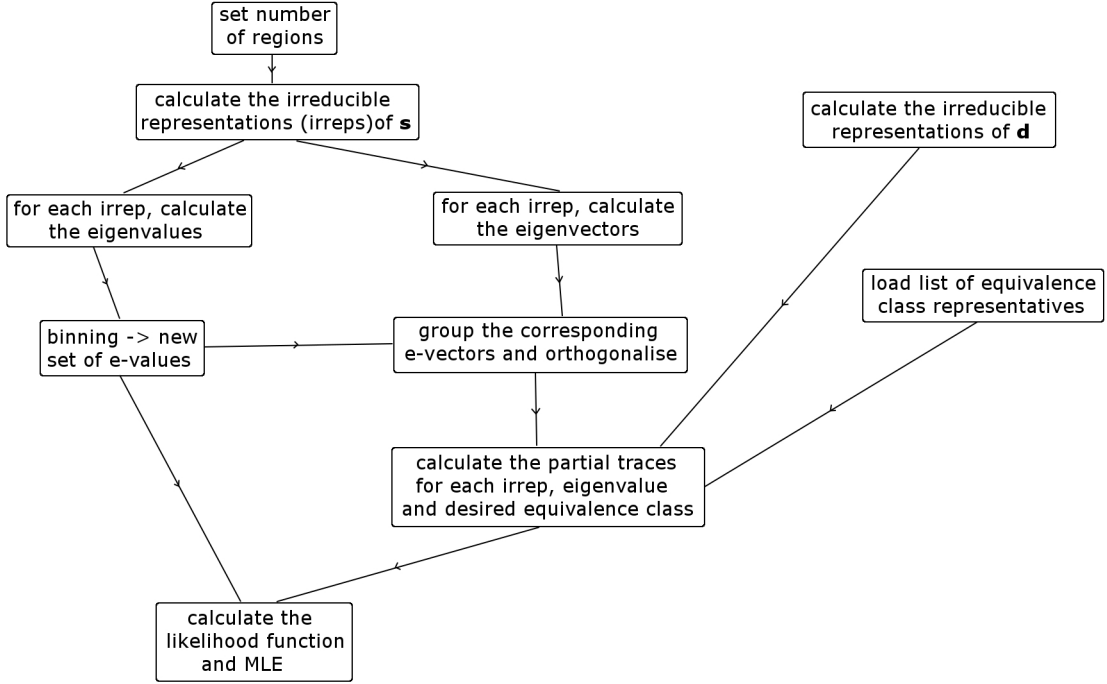 set number
of regions
calculate the irreducible
representations (irreps)of s
calculate the irreducible
representations of d
for each irrep, calculate
the eigenvalues
for each irrep, calculate
the eigenvectors
load list of equivalence
class representatives
binning -> new
set of e-values
group the corresponding
e-vectors and orthogonalise
calculate the partial traces
for each irrep, eigenvalue
and desired equivalence class
calculate the
likelihood function
and MLE